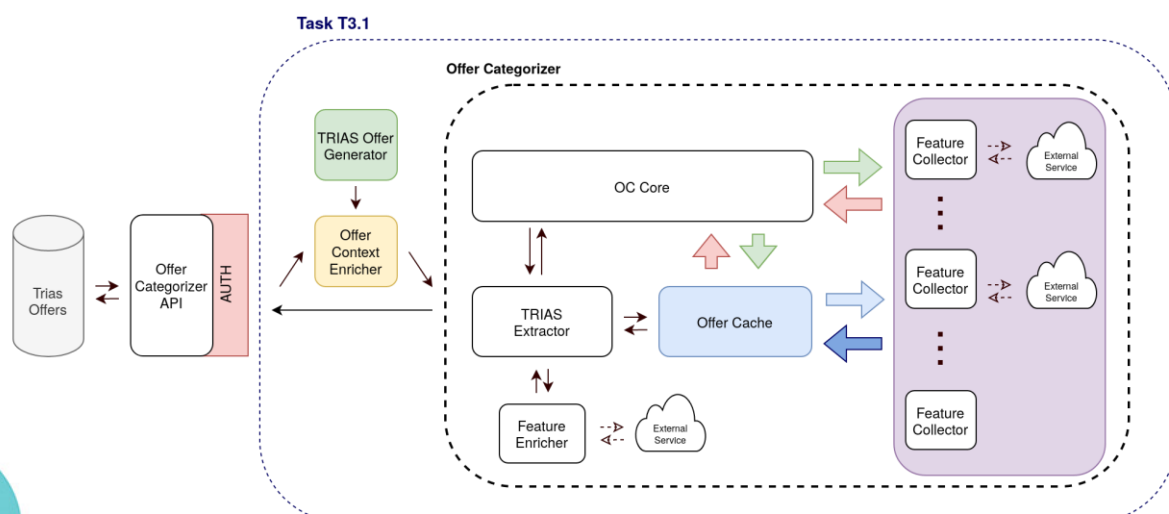 Task T3.1
Offer Categorizer
TRIAS Offer
Generator
Offer
Context
Enricher
Trias
Offers
Offer
Categorizer
API
AUTH
OC Core
TRIAS
Extractor
Offer Cache
Feature
Enricher
External
Service
Feature
Collector
External
Service
Feature
Collector
External
Service
Feature
Collector